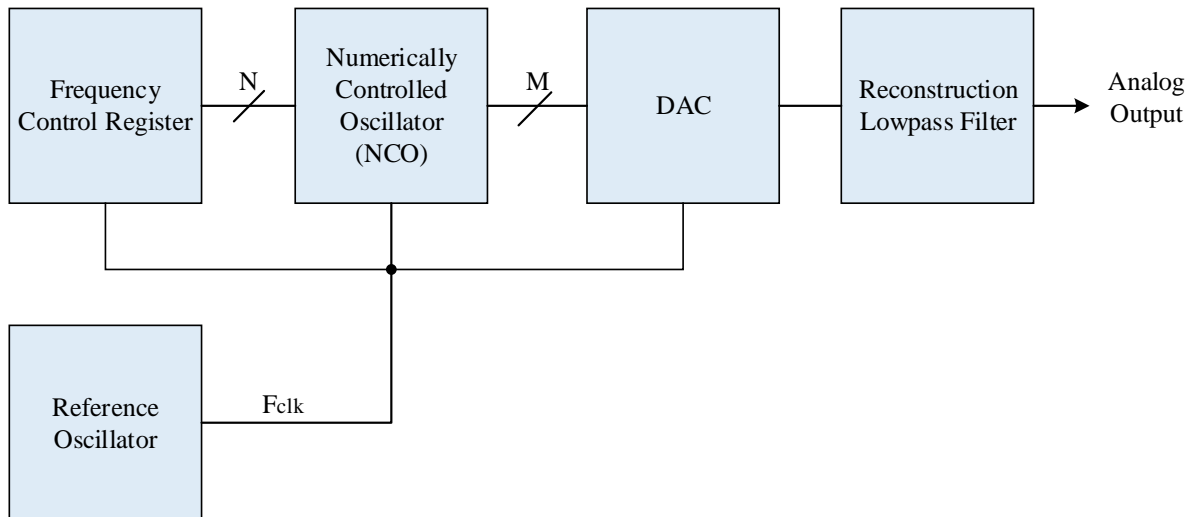 Frequency
Control Register
N
Numerically
Controlled
Oscillator
(NCO)
M
DAC
Reconstruction
Lowpass Filter
Analog
Output
Reference
Oscillator
Fclk